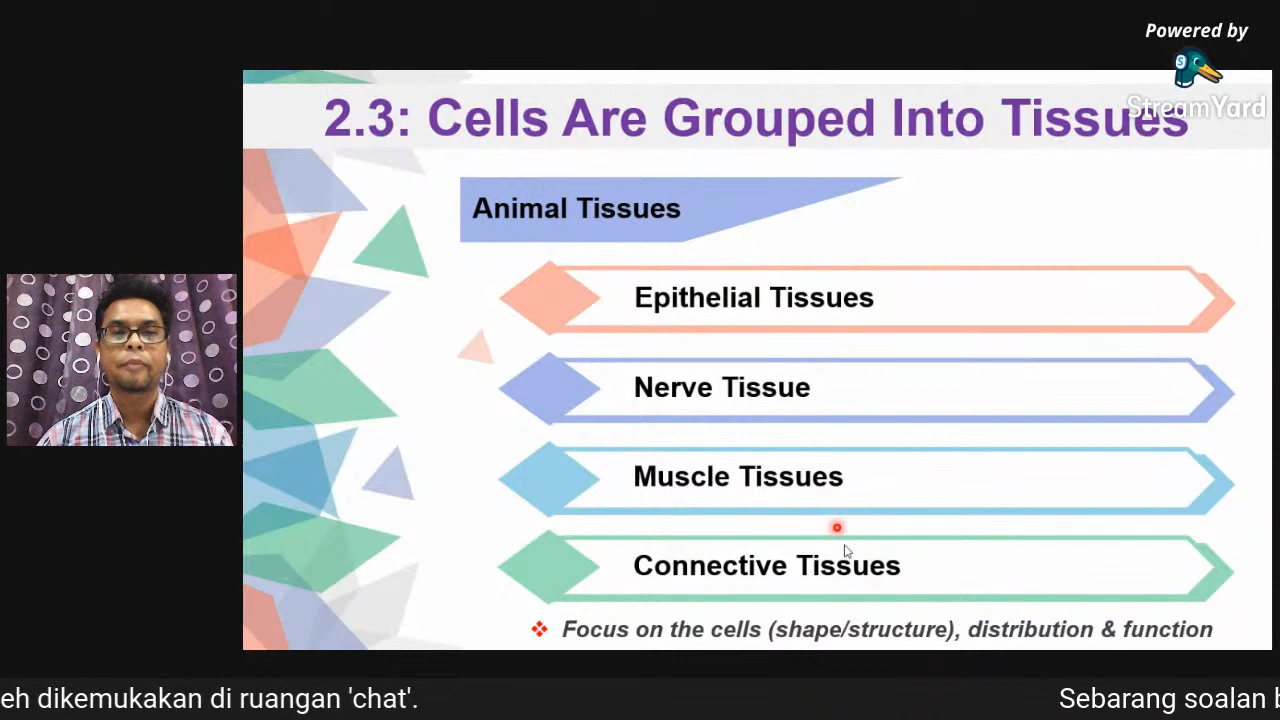 Powered by
StreamYard
2.3: Cells Are Grouped Into Tissues
Animal Tissues
Epithelial Tissues
Nerve Tissue
Muscle Tissues
Connective Tissues
❖ Focus on the cells (shape/structure), distribution & function
eh dikemukakan di ruangan 'chat'. Sebarang soalan b